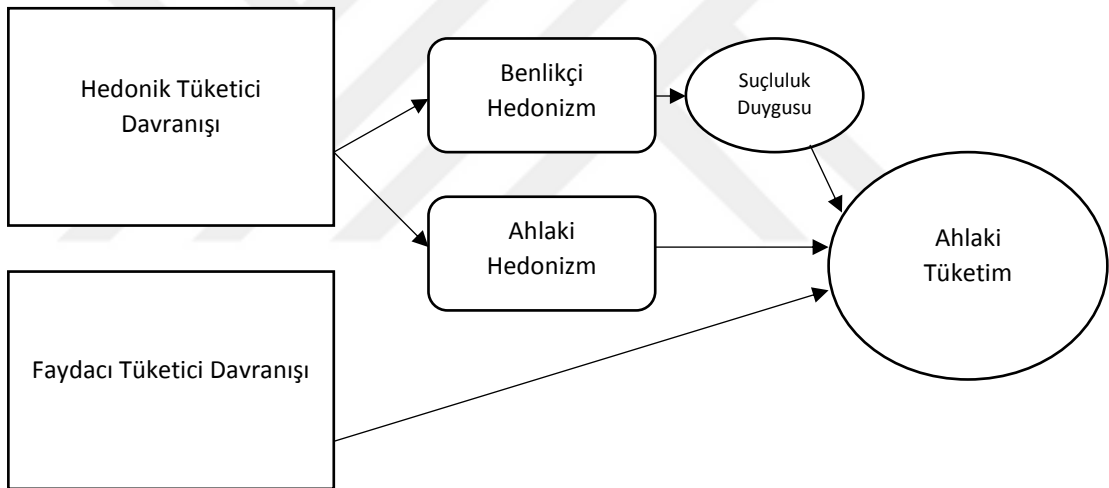 Hedonik Tüketici
Davranışı
Benlikçi
Hedonizm
Suçluluk
Duygusu
Ahlaki
Hedonizm
Ahlaki
Tüketim
Faydacı Tüketici Davranışı